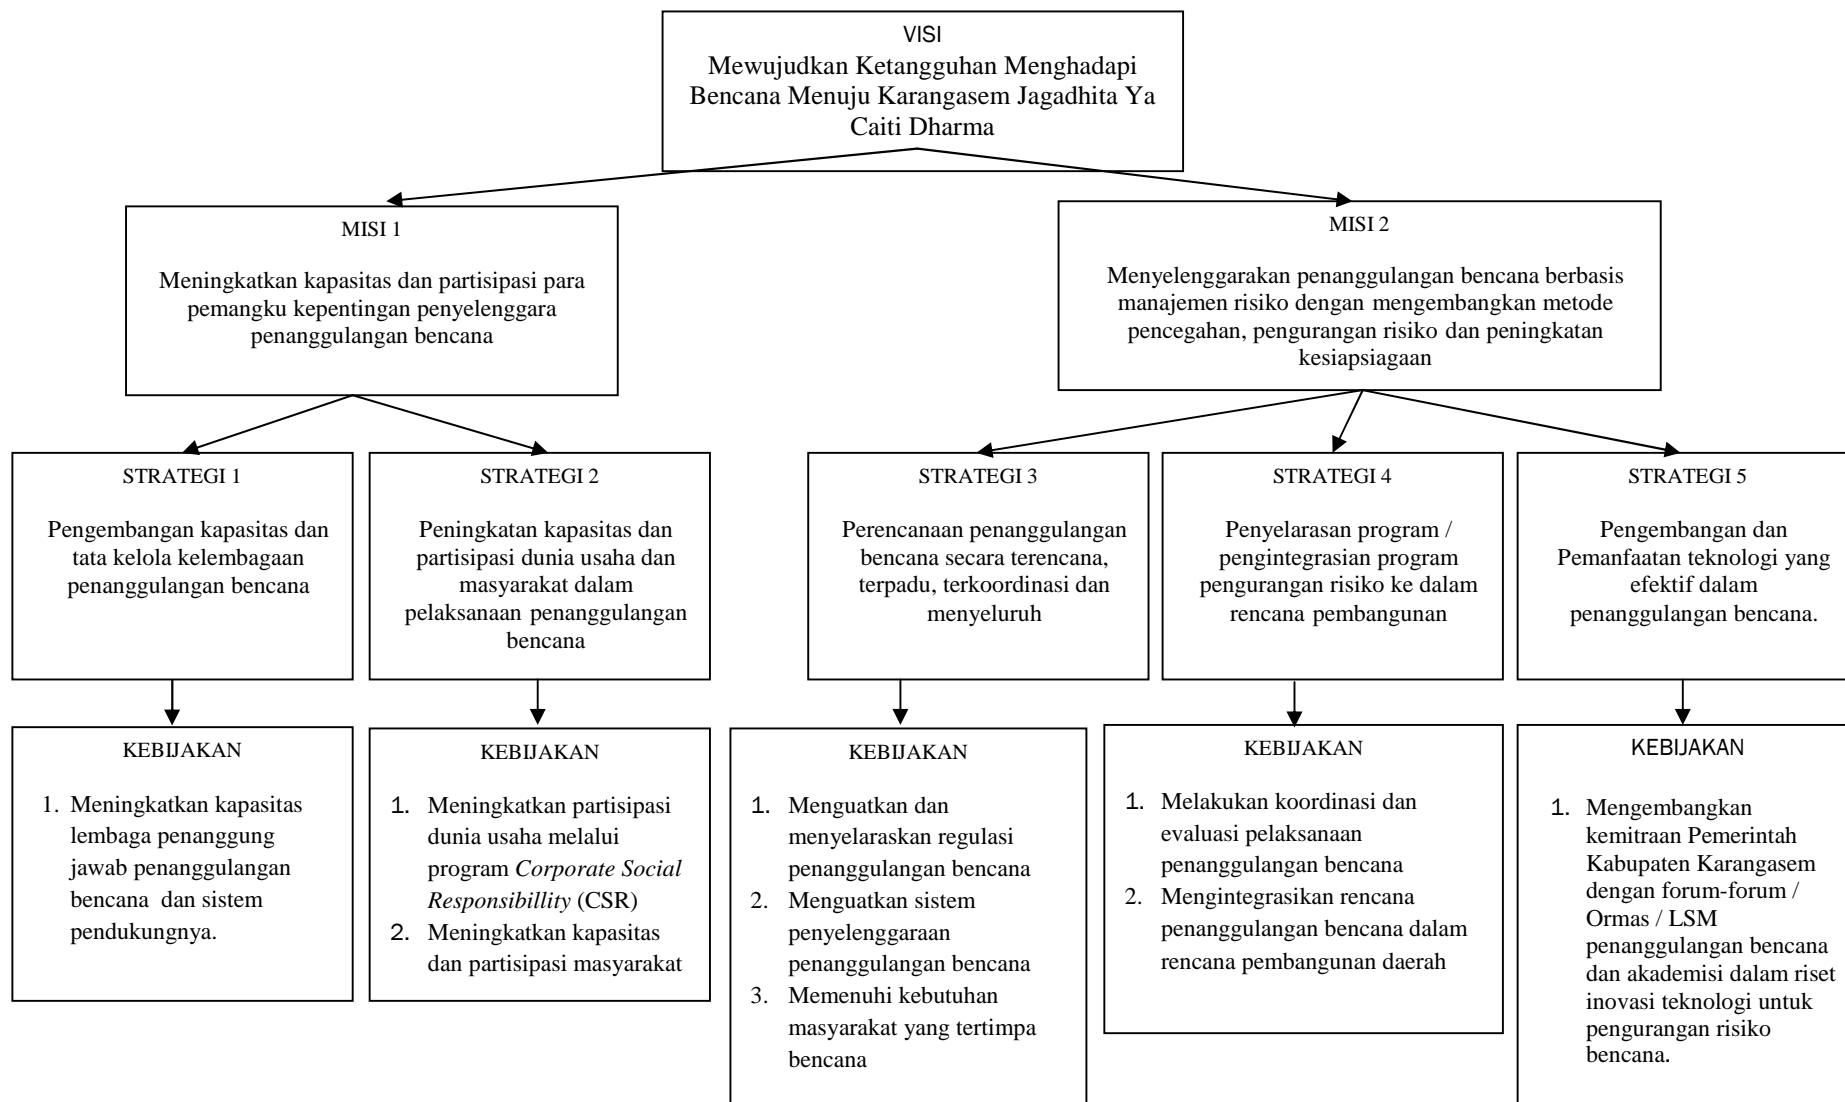 VISI
Mewujudkan Ketangguhan Menghadapi
Bencana Menuju Karangasem Jagadhita Ya
Caiti Dharma
MISI 1
Meningkatkan kapasitas dan partisipasi para
pemangku kepentingan penyelenggara
penanggulangan bencana
MISI 2
Menyelenggarakan penanggulangan bencana berbasis
manajemen risiko dengan mengembangkan metode
pencegahan, pengurangan risiko dan peningkatan
kesiapsiagaan
STRATEGI 1
Pengembangan kapasitas dan
tata kelola kelembagaan
penanggulangan bencana
STRATEGI 2
Peningkatan kapasitas dan
partisipasi dunia usaha dan
masyarakat dalam
pelaksanaan penanggulangan
bencana
STRATEGI 3
Perencanaan penanggulangan
bencana secara terencana,
terpadu, terkoordinasi dan
menyeluruh
STRATEGI 4
Penyelarasan program /
pengintegrasian program
pengurangan risiko ke dalam
rencana pembangunan
STRATEGI 5
Pengembangan dan
Pemanfaatan teknologi yang
efektif dalam
penanggulangan bencana.
KEBIJAKAN
1. Meningkatkan kapasitas
lembaga penanggung
jawab penanggulangan
bencana dan sistem
pendukungnya.
KEBIJAKAN
1. Meningkatkan partisipasi
dunia usaha melalui
program Corporate Social
Responsibillity (CSR)
2. Meningkatkan kapasitas
dan partisipasi masyarakat
KEBIJAKAN
1. Menguatkan dan
menyelaraskan regulasi
penanggulangan bencana
2. Menguatkan sistem
penyelenggaraan
penanggulangan bencana
3. Memenuhi kebutuhan
masyarakat yang tertimpa
bencana
KEBIJAKAN
1. Melakukan koordinasi dan
evaluasi pelaksanaan
penanggulangan bencana
2. Mengintegrasikan rencana
penanggulangan bencana dalam
rencana pembangunan daerah
KEBIJAKAN
1. Mengembangkan
kemitraan Pemerintah
Kabupaten Karangasem
dengan forum-forum /
Ormas / LSM
penanggulangan bencana
dan akademisi dalam riset
inovasi teknologi untuk
pengurangan risiko
bencana.